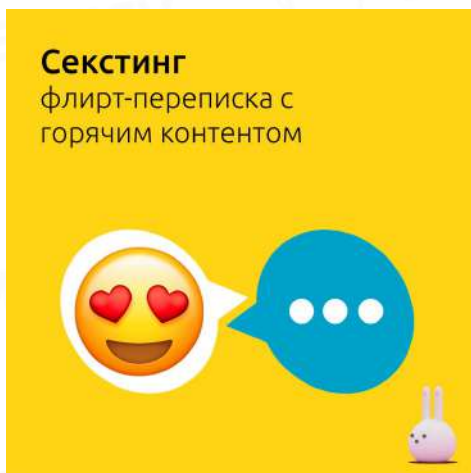 Секстинг
флирт-переписка с
горячим контентом